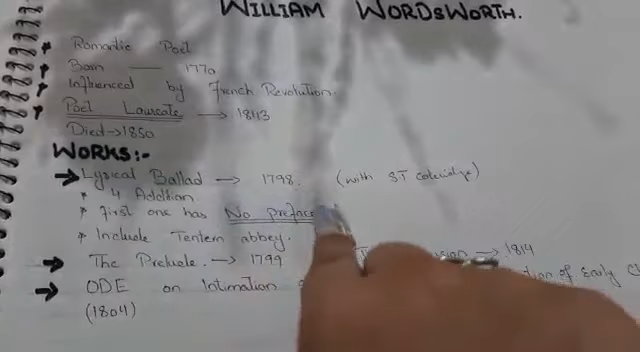 WILLIAM WORDSWORTH.
Romantic Poet
Born — 1770
Influenced by French Revolution.
Poet Laureate → 1843
Died → 1850
WORKS:-
→ Lyrical Ballad → 1798. (with ST Coleridge)
* 4 Addition
* First one has No preface
* Include Tentern abbey.
→ The Prelude. → 1799 → 1814
→ ODE on Intimation of Early
(1804)